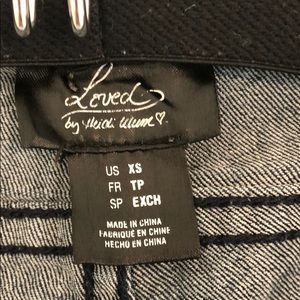 Loved
by Heidi Klum ♡
US XS
FR TP
SP EXCH
MADE IN CHINA
FABRIQUÉ EN CHINE
HECHO EN CHINA